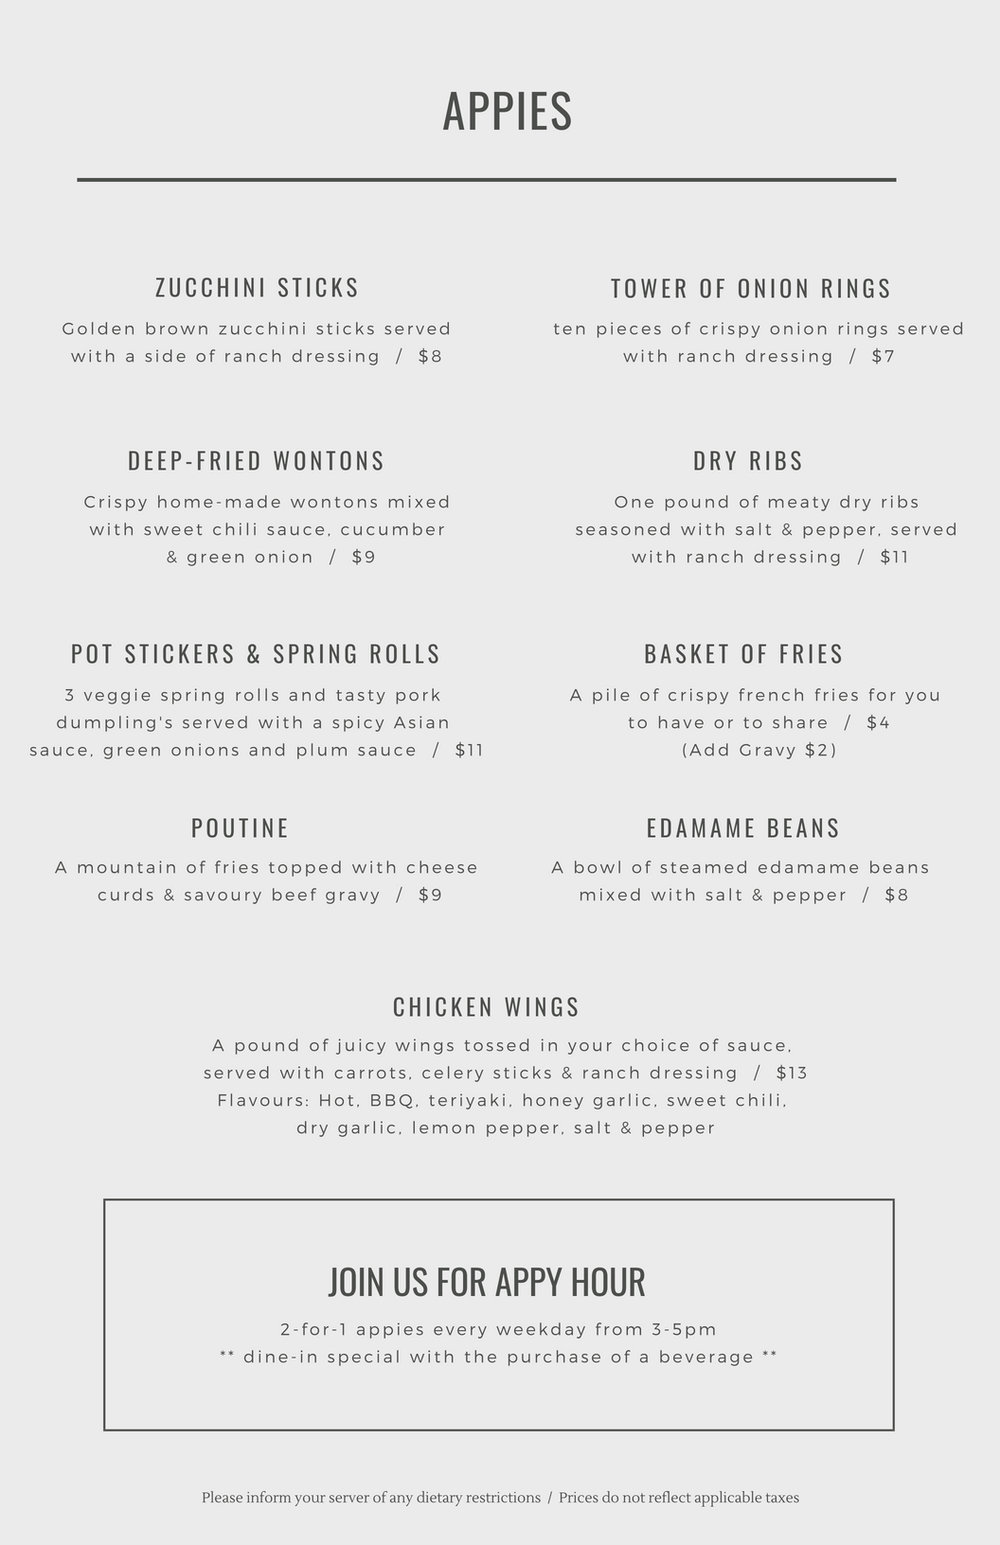 APPIES
ZUCCHINI STICKS
Golden brown zucchini sticks served
with a side of ranch dressing / $8
TOWER OF ONION RINGS
ten pieces of crispy onion rings served
with ranch dressing / $7
DEEP-FRIED WONTONS
Crispy home-made wontons mixed
with sweet chili sauce, cucumber
& green onion / $9
DRY RIBS
One pound of meaty dry ribs
seasoned with salt & pepper, served
with ranch dressing / $11
POT STICKERS & SPRING ROLLS
3 veggie spring rolls and tasty pork
dumpling's served with a spicy Asian
sauce, green onions and plum sauce / $11
BASKET OF FRIES
A pile of crispy french fries for you
to have or to share / $4
(Add Gravy $2)
POUTINE
A mountain of fries topped with cheese
curds & savoury beef gravy / $9
EDAMAME BEANS
A bowl of steamed edamame beans
mixed with salt & pepper / $8
CHICKEN WINGS
A pound of juicy wings tossed in your choice of sauce,
served with carrots, celery sticks & ranch dressing / $13
Flavours: Hot, BBQ, teriyaki, honey garlic, sweet chili,
dry garlic, lemon pepper, salt & pepper
JOIN US FOR APPY HOUR
2-for-1 appies every weekday from 3-5pm
** dine-in special with the purchase of a beverage **
Please inform your server of any dietary restrictions / Prices do not reflect applicable taxes